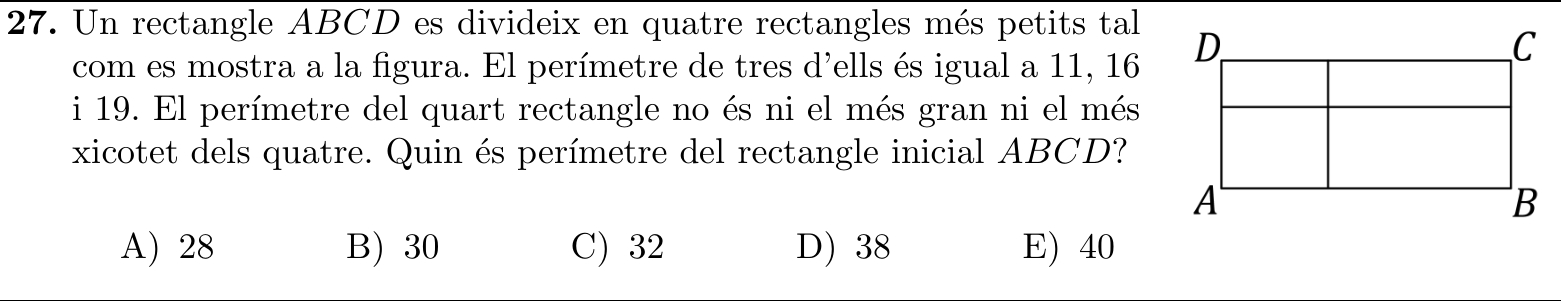 27. Un rectangle ABCD es divideix en quatre rectangles més petits tal
com es mostra a la figura. El perímetre de tres d'ells és igual a 11, 16
i 19. El perímetre del quart rectangle no és ni el més gran ni el més
xicotet dels quatre. Quin és perímetre del rectangle inicial ABCD?
A) 28 B) 30 C) 32 D) 38 E) 40
D C
A B